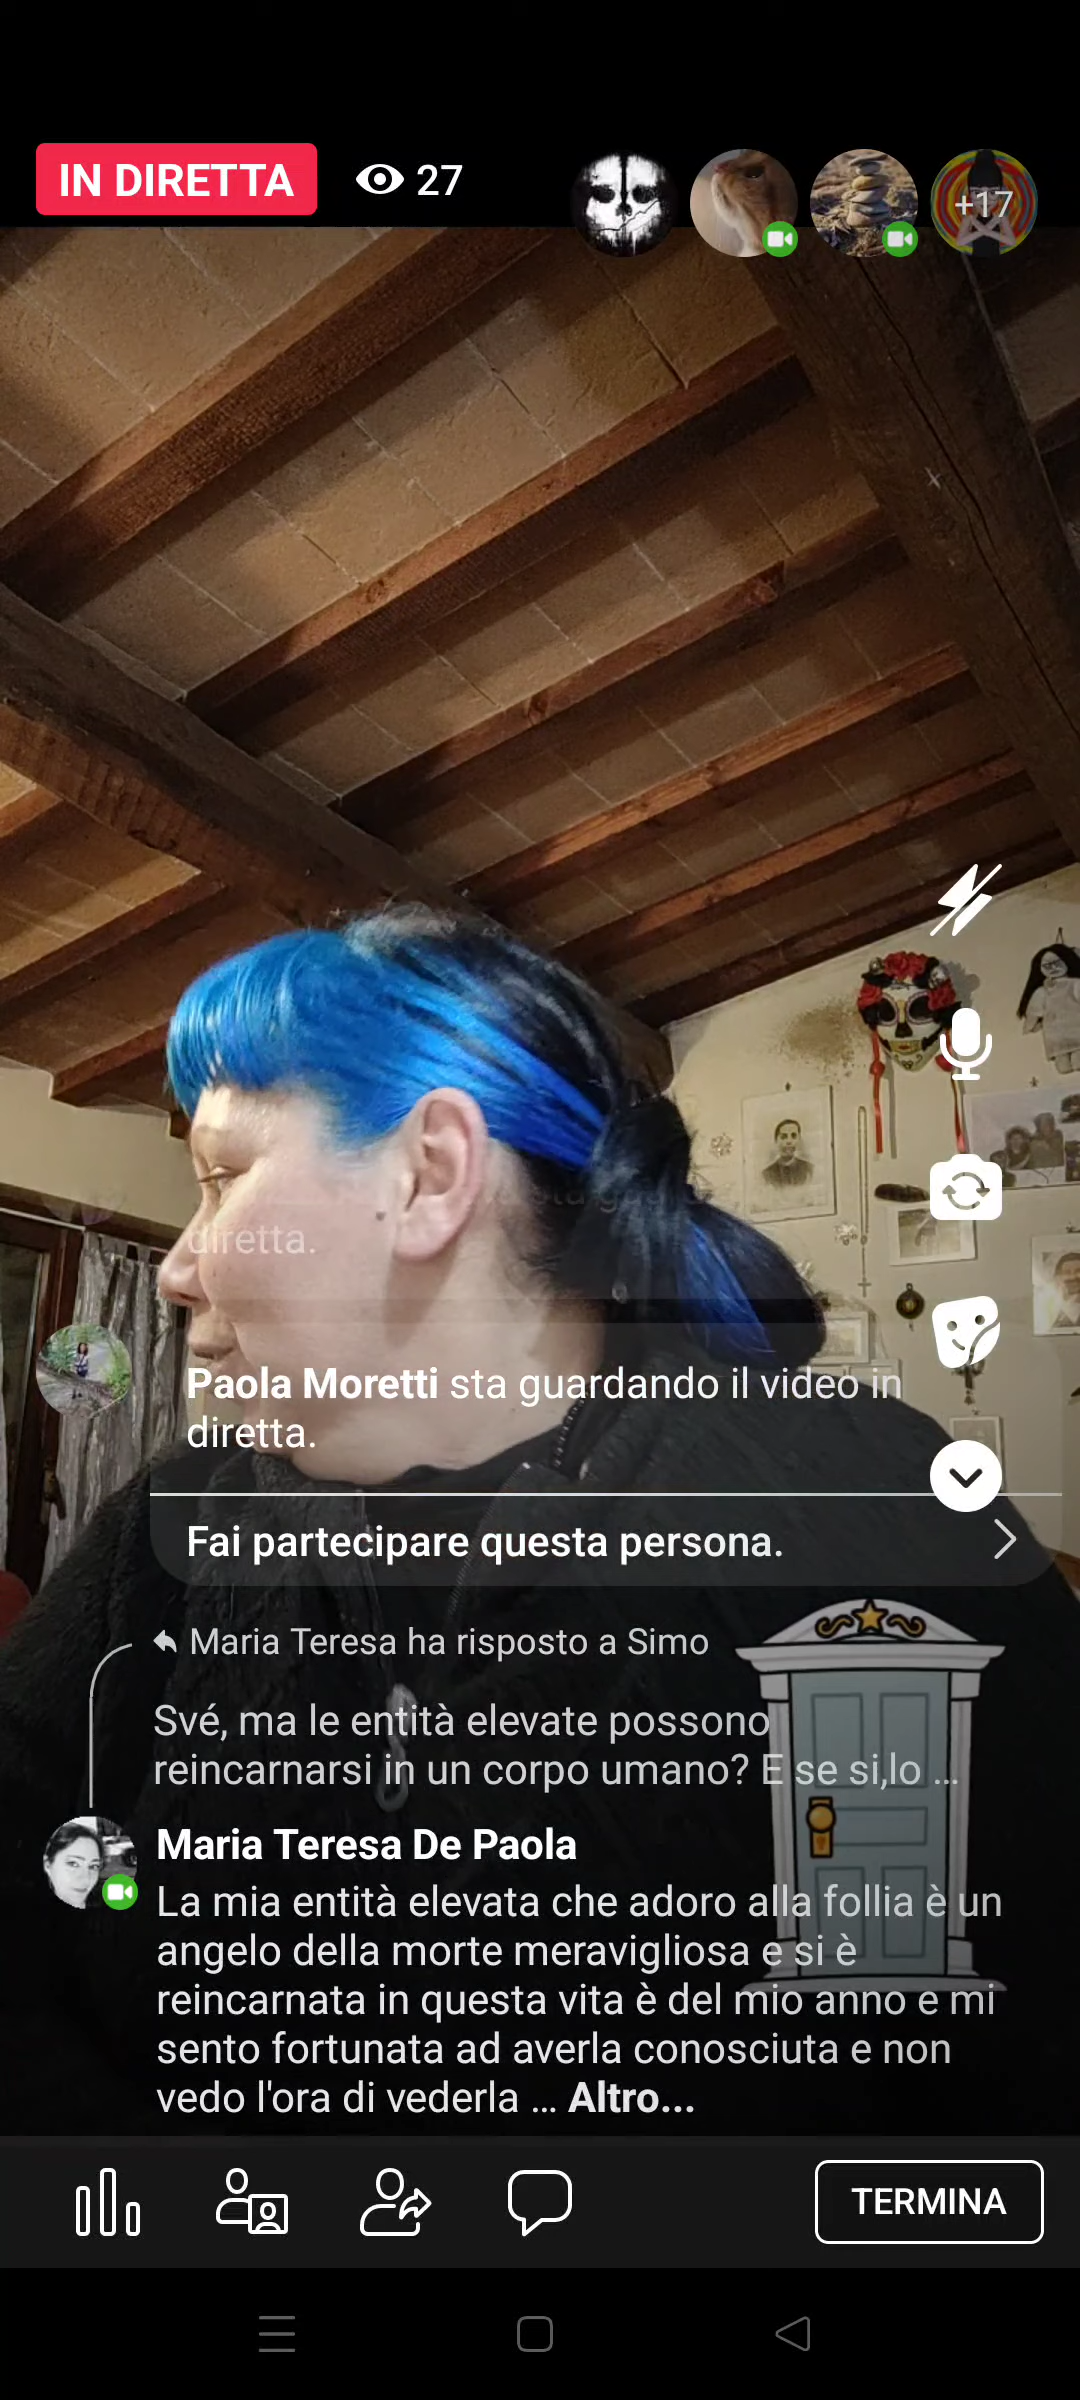 IN DIRETTA
27
+17
diretta.
Paola Moretti sta guardando il video in
diretta.
Fai partecipare questa persona.
Maria Teresa ha risposto a Simo
Své, ma le entità elevate possono
reincarnarsi in un corpo umano? E se si,lo ...
Maria Teresa De Paola
La mia entità elevata che adoro alla follia è un
angelo della morte meravigliosa e si è
reincarnata in questa vita è del mio anno e mi
sento fortunata ad averla conosciuta e non
vedo l'ora di vederla ... Altro...
TERMINA